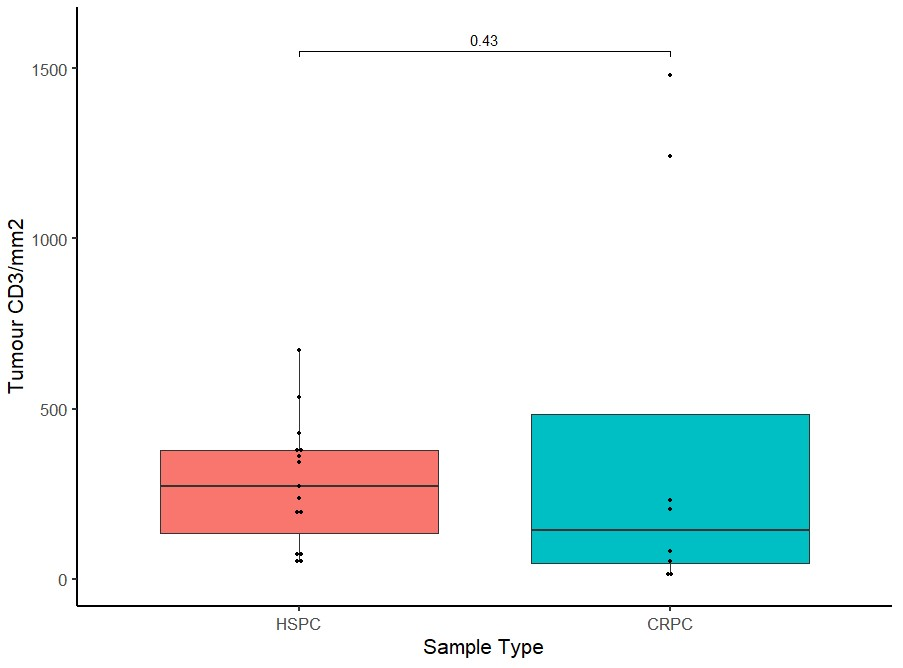 0.43
1500
1000
500
0
Tumour CD3/mm2
HSPC
CRPC
Sample Type